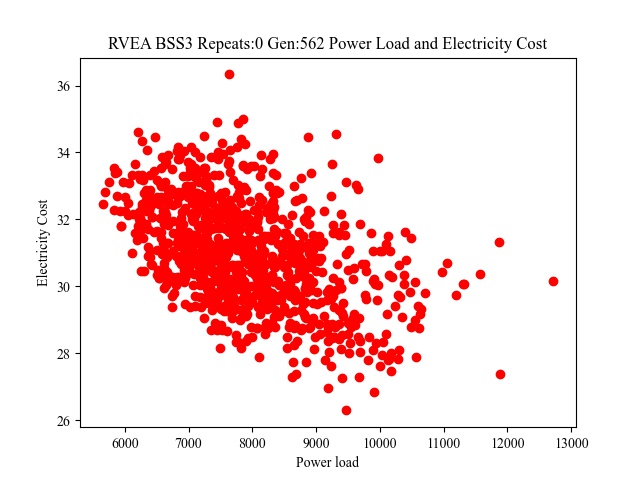 RVEA BSS3 Repeats:0 Gen:562 Power Load and Electricity Cost
36
34
32
30
28
26
Electricity Cost
6000 7000 8000 9000 10000 11000 12000 13000
Power load